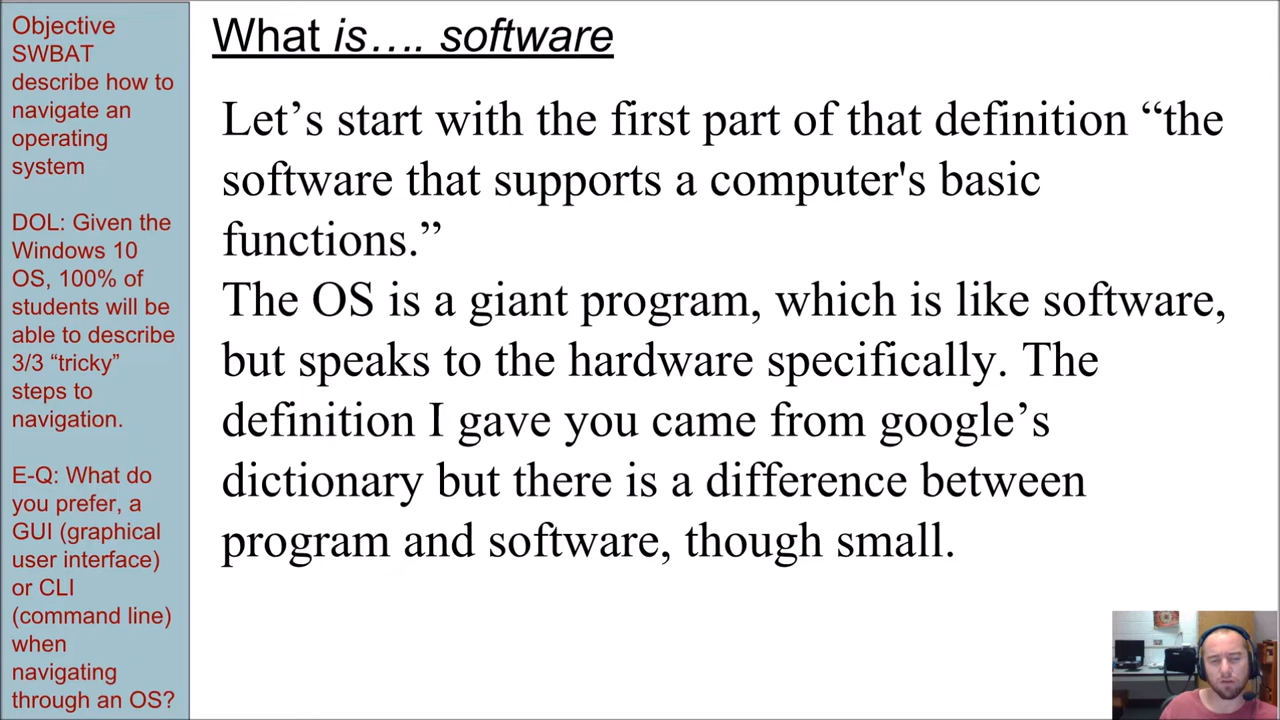 Objective
SWBAT
describe how to
navigate an
operating
system
DOL: Given the
Windows 10
OS, 100% of
students will be
able to describe
3/3 “tricky”
steps to
navigation.
E-Q: What do
you prefer, a
GUI (graphical
user interface)
or CLI
(command line)
when
navigating
through an OS?
What is…. software
Let’s start with the first part of that definition “the
software that supports a computer's basic
functions.”
The OS is a giant program, which is like software,
but speaks to the hardware specifically. The
definition I gave you came from google’s
dictionary but there is a difference between
program and software, though small.